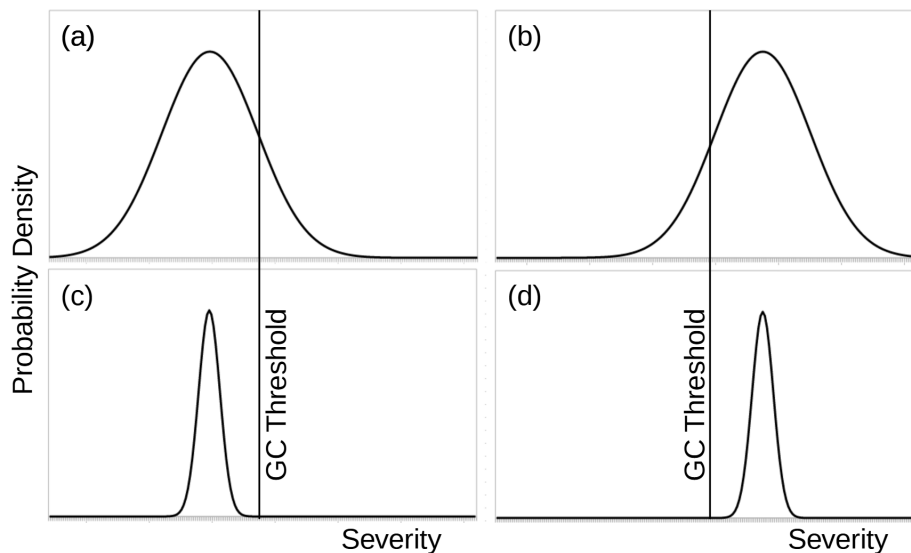 (a)
(b)
Probability Density
(c)
GC Threshold
(d)
GC Threshold
Severity
Severity